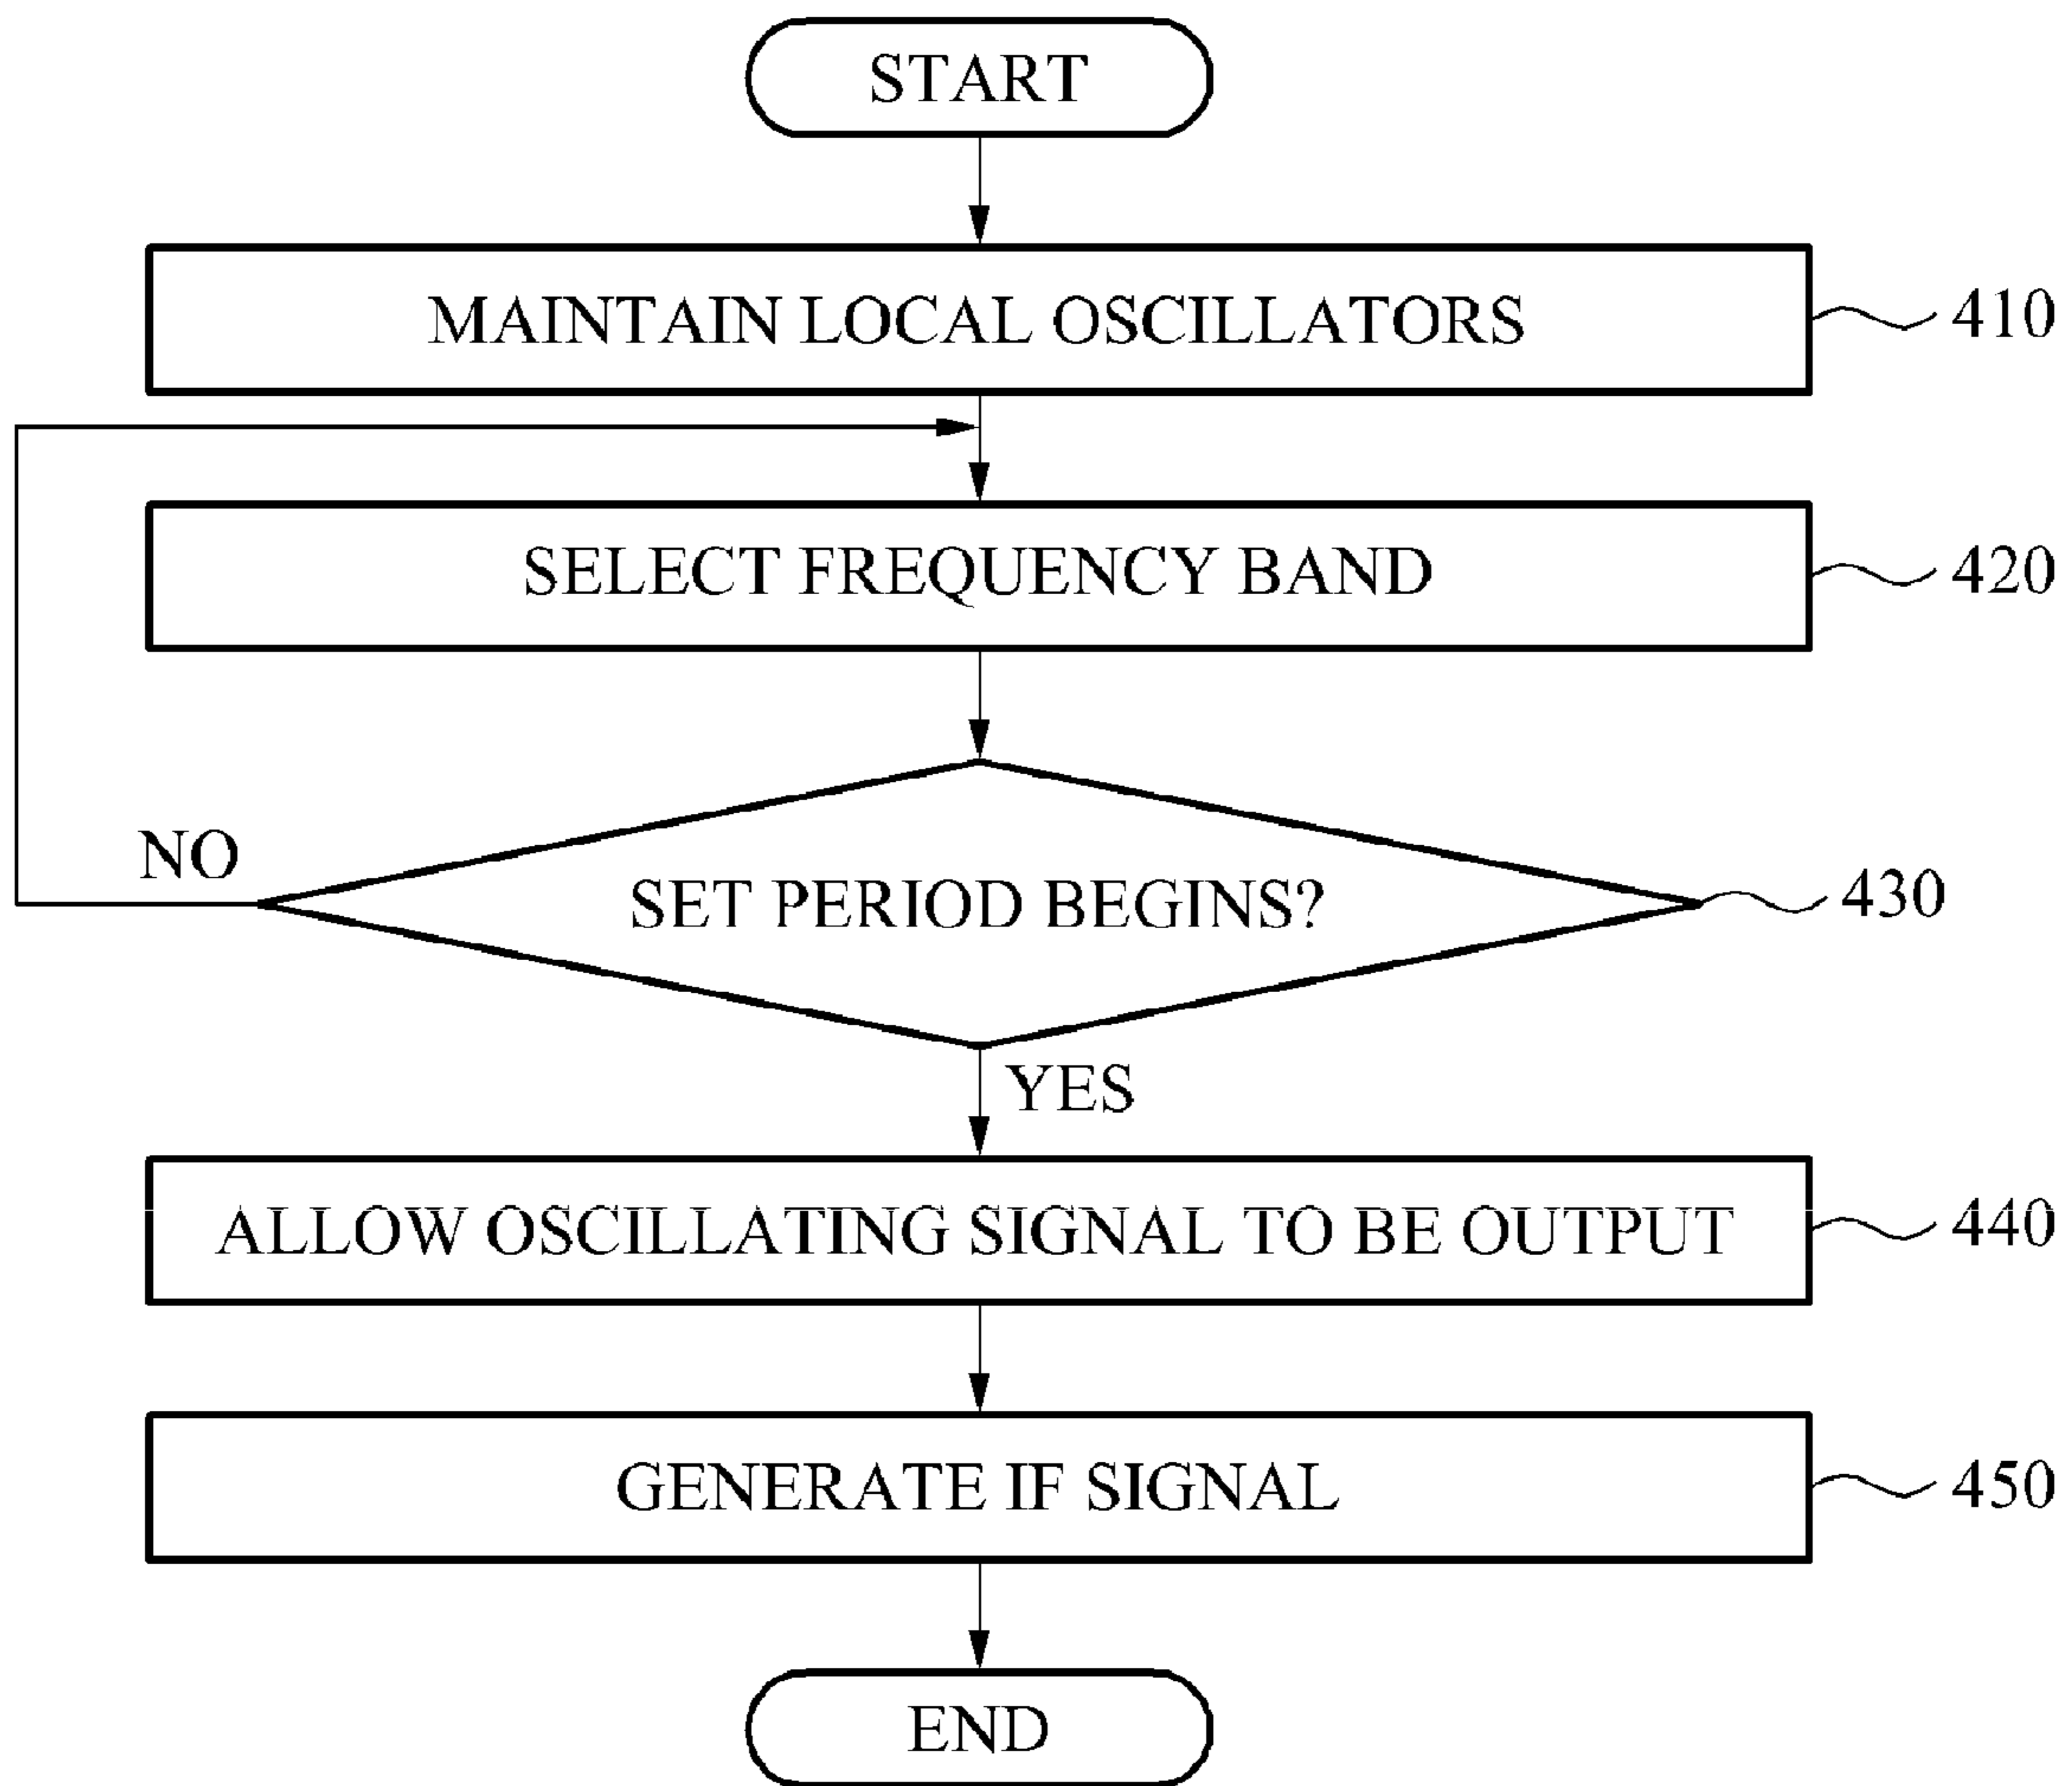 START
MAINTAIN LOCAL OSCILLATORS
410
SELECT FREQUENCY BAND
420
NO
SET PERIOD BEGINS?
430
YES
ALLOW OSCILLATING SIGNAL TO BE OUTPUT
440
GENERATE IF SIGNAL
450
END